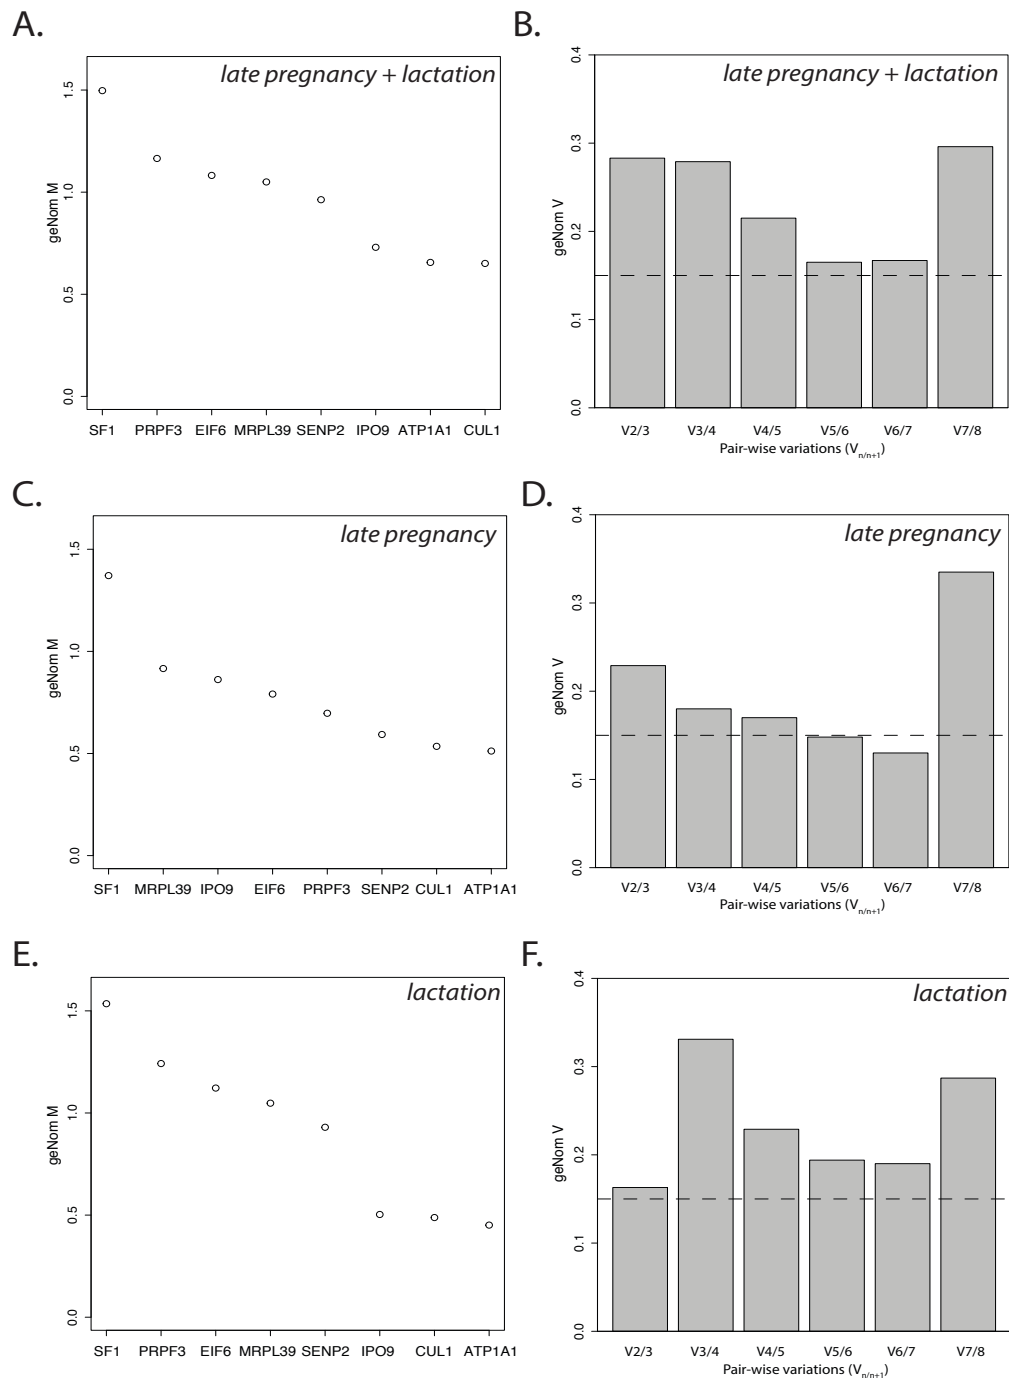 A.
late pregnancy + lactation
geNom M
1.5
1.0
0.5
0.0
SF1 PRPF3 EIF6 MRPL39 SENP2 IPO9 ATP1A1 CUL1
B.
late pregnancy + lactation
geNom V
0.4
0.3
0.2
0.1
0.0
V2/3 V3/4 V4/5 V5/6 V6/7 V7/8
Pair-wise variations (Vn/n+1)
C.
late pregnancy
geNom M
1.5
1.0
0.5
0.0
SF1 MRPL39 IPO9 EIF6 PRPF3 SENP2 CUL1 ATP1A1
D.
late pregnancy
geNom V
0.4
0.3
0.2
0.1
0.0
V2/3 V3/4 V4/5 V5/6 V6/7 V7/8
Pair-wise variations (Vn/n+1)
E.
lactation
geNom M
1.5
1.0
0.5
0.0
SF1 PRPF3 EIF6 MRPL39 SENP2 IPO9 CUL1 ATP1A1
F.
lactation
geNom V
0.4
0.3
0.2
0.1
0.0
V2/3 V3/4 V4/5 V5/6 V6/7 V7/8
Pair-wise variations (Vn/n+1)